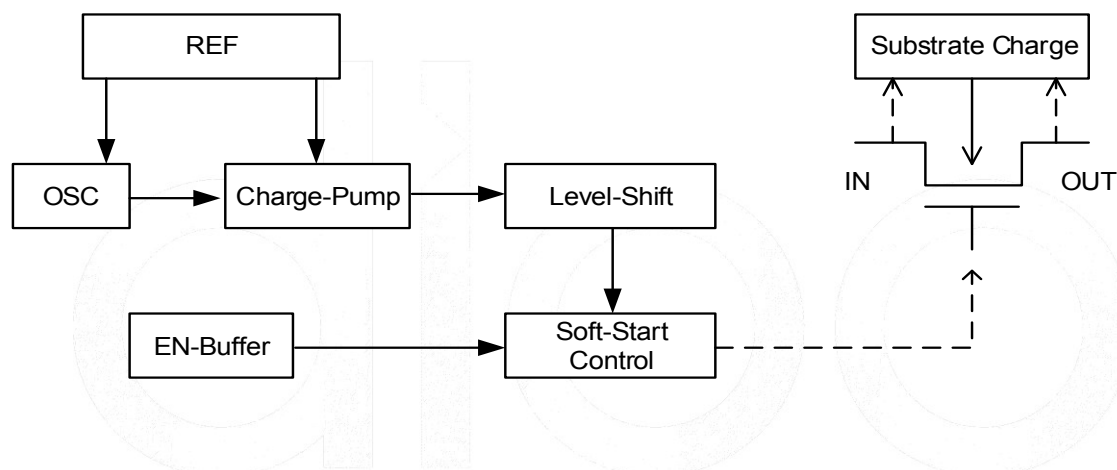 REF
Substrate Charge
OSC
Charge-Pump
Level-Shift
IN
OUT
EN-Buffer
Soft-Start
Control